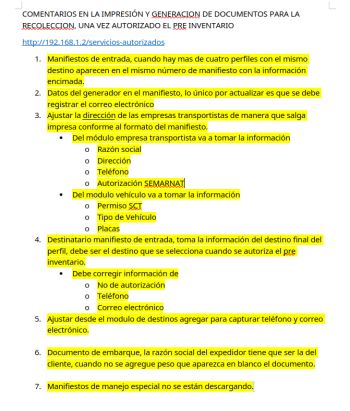 COMENTARIOS EN LA IMPRESIÓN Y GENERACION DE DOCUMENTOS PARA LA
RECOLECCION, UNA VEZ AUTORIZADO EL PRE INVENTARIO
http://192.168.1.2/servicios-autorizados
1. Manifiestos de entrada, cuando hay mas de cuatro perfiles con el mismo
destino aparecen en el mismo número de manifiesto con la información
encimada.
2. Datos del generador en el manifiesto, lo único por actualizar es que se debe
registrar el correo electrónico
3. Ajustar la dirección de las empresas transportistas de manera que salga
impresa conforme al formato del manifiesto.
• Del módulo empresa transportista va a tomar la información
o Razón social
o Dirección
o Teléfono
o Autorización SEMARNAT
• Del modulo vehículo va a tomar la información
o Permiso SCT
o Tipo de Vehículo
o Placas
4. Destinatario manifiesto de entrada, toma la información del destino final del
perfil, debe ser el destino que se selecciona cuando se autoriza el pre
inventario.
• Debe corregir información de
o No de autorización
o Teléfono
o Correo electrónico
5. Ajustar desde el modulo de destinos agregar para capturar teléfono y correo
electrónico.
6. Documento de embarque, la razón social del expedidor tiene que ser la del
cliente, cuando no se agregue peso que aparezca en blanco el documento.
7. Manifiestos de manejo especial no se están descargando.